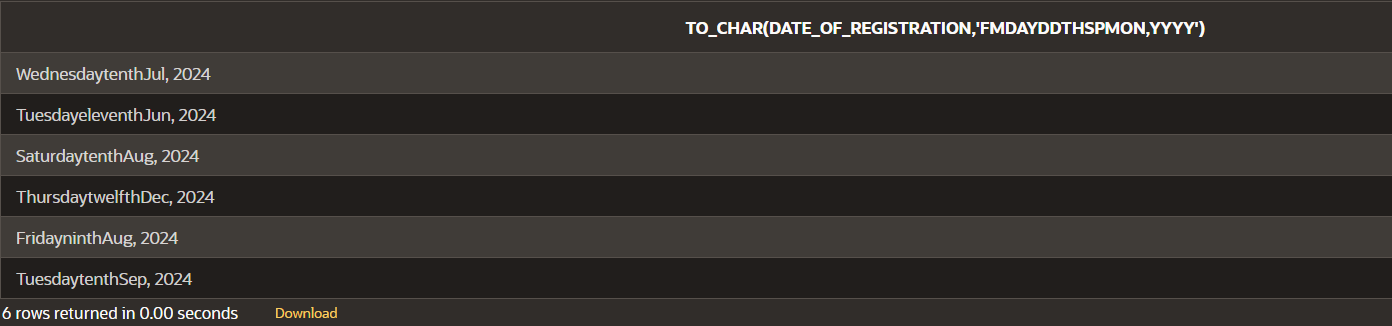 TO_CHAR(DATE_OF_REGISTRATION,'FMDAYDDTHSPMON,YYYY')
WednesdaytenthJul, 2024
TuesdayeleventhJun, 2024
SaturdaytenthAug, 2024
ThursdaytwelfthDec, 2024
FridayninthAug, 2024
TuesdaytenthSep, 2024
6 rows returned in 0.00 seconds Download